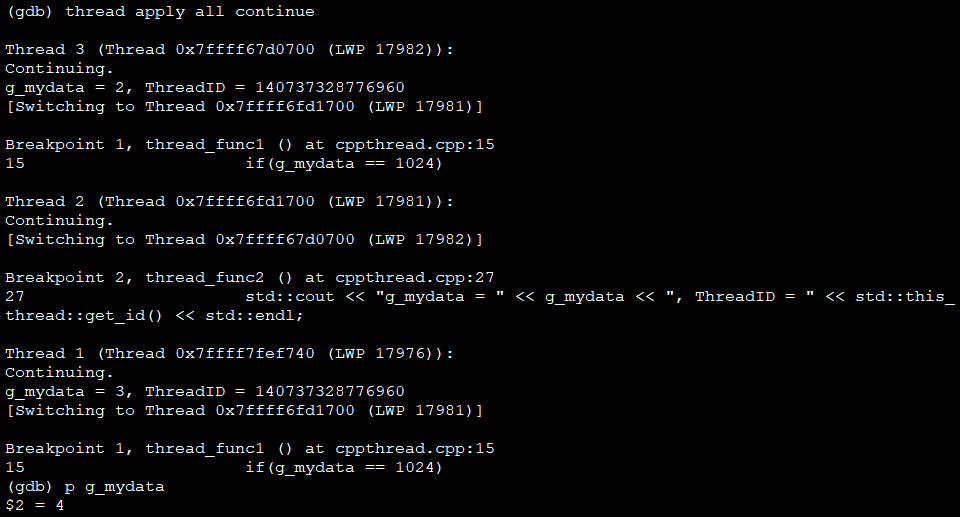 (gdb) thread apply all continue
Thread 3 (Thread 0x7ffff67d0700 (LWP 17982)):
Continuing.
g_mydata = 2, ThreadID = 140737328776960
[Switching to Thread 0x7ffff6fd1700 (LWP 17981)]
Breakpoint 1, thread_func1 () at cppthread.cpp:15
15                      if(g_mydata == 1024)
Thread 2 (Thread 0x7ffff6fd1700 (LWP 17981)):
Continuing.
[Switching to Thread 0x7ffff67d0700 (LWP 17982)]
Breakpoint 2, thread_func2 () at cppthread.cpp:27
27                      std::cout << "g_mydata = " << g_mydata << ", ThreadID = " << std::this_
thread::get_id() << std::endl;
Thread 1 (Thread 0x7ffff7fef740 (LWP 17976)):
Continuing.
g_mydata = 3, ThreadID = 140737328776960
[Switching to Thread 0x7ffff6fd1700 (LWP 17981)]
Breakpoint 1, thread_func1 () at cppthread.cpp:15
15                      if(g_mydata == 1024)
(gdb) p g_mydata
$2 = 4